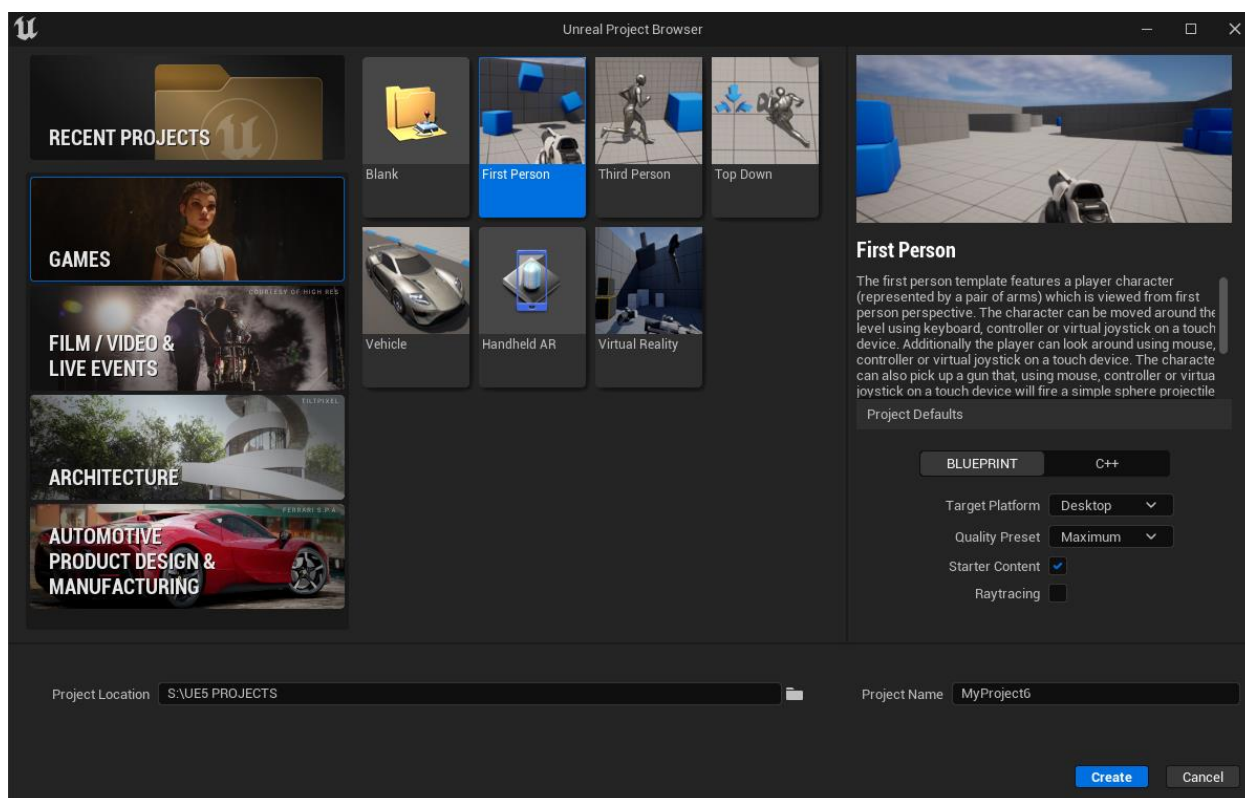 Unreal Project Browser
RECENT PROJECTS
GAMES
COURTESY OF HIGH RES
FILM / VIDEO &
LIVE EVENTS
TILTPIXEL
ARCHITECTURE
FERRARI S.P.A.
AUTOMOTIVE
PRODUCT DESIGN &
MANUFACTURING
Blank
First Person
Third Person
Top Down
Vehicle
Handheld AR
Virtual Reality
First Person
The first person template features a player character
(represented by a pair of arms) which is viewed from first
person perspective. The character can be moved around the
level using keyboard, controller or virtual joystick on a touch
device. Additionally the player can look around using mouse,
controller or virtual joystick on a touch device. The characte
can also pick up a gun that, using mouse, controller or virtua
joystick on a touch device will fire a simple sphere projectile
Project Defaults
BLUEPRINT C++
Target Platform Desktop
Quality Preset Maximum
Starter Content
Raytracing
Project Location S:\UE5 PROJECTS
Project Name MyProject6
Create Cancel